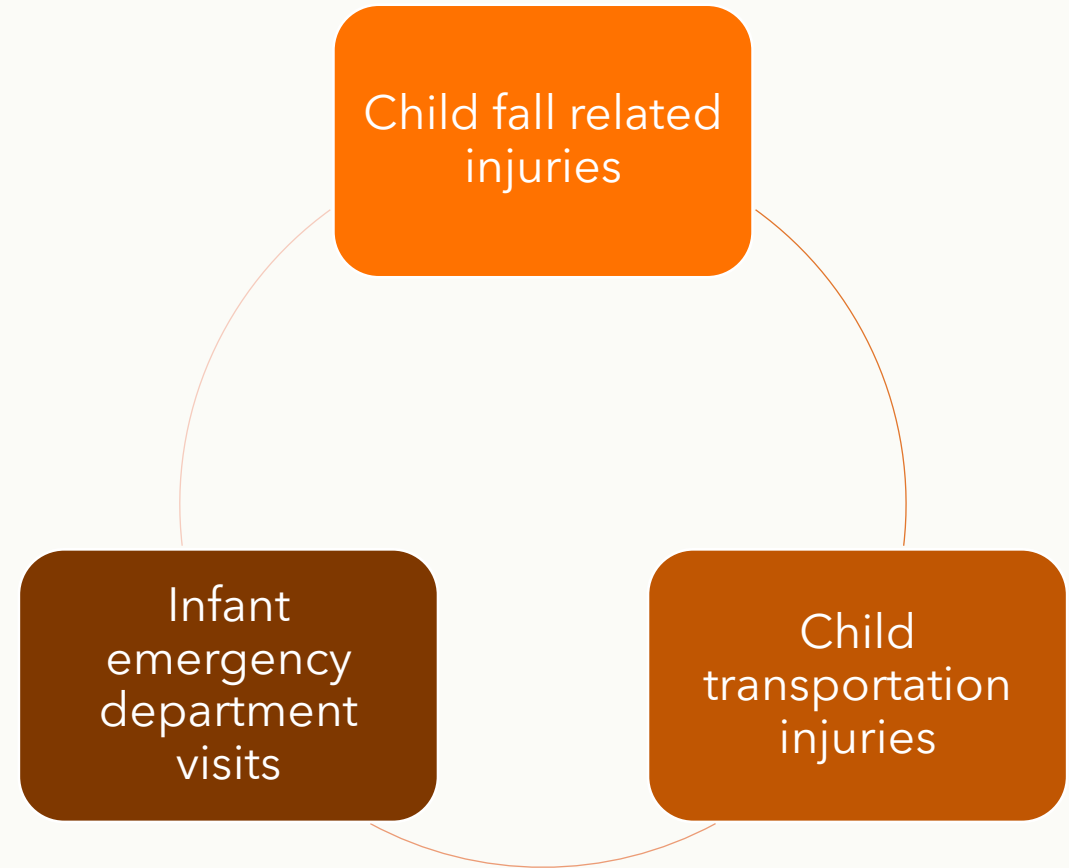 Child fall related
injuries
Infant
emergency
department
visits
Child
transportation
injuries